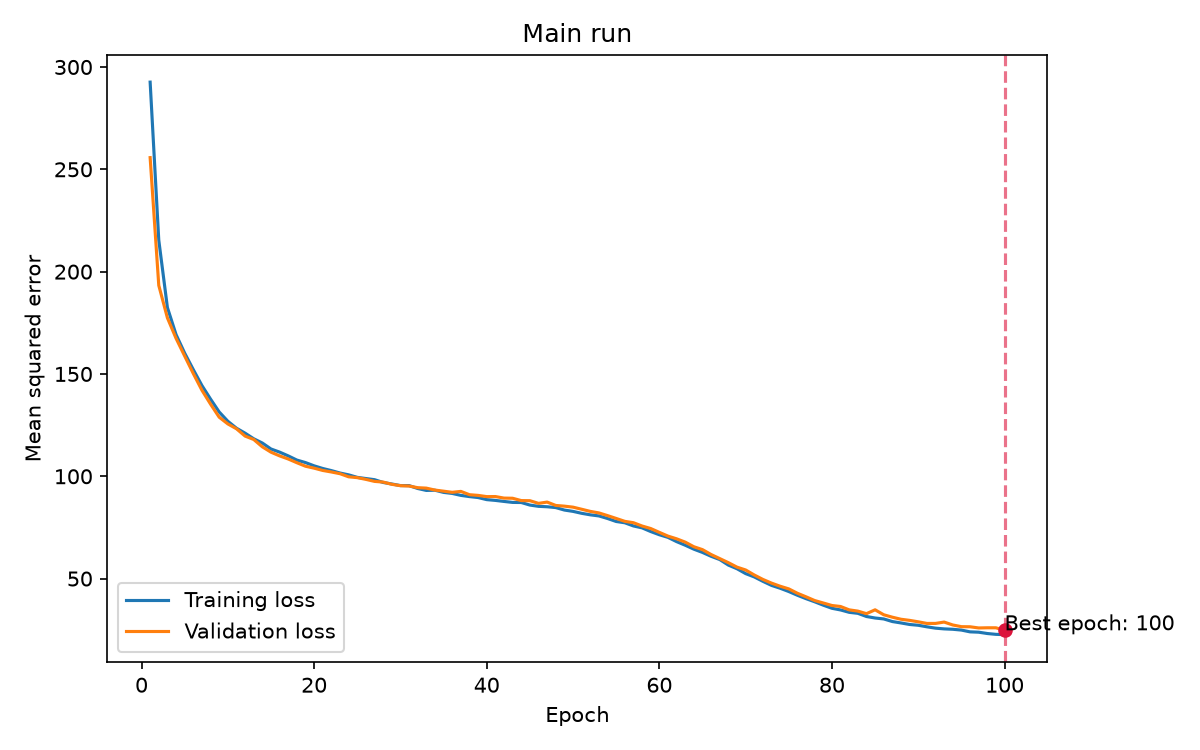 Main run
300
250
200
150
100
50
Mean squared error
Training loss
Validation loss
Best epoch: 100
0
20
40
60
80
100
Epoch